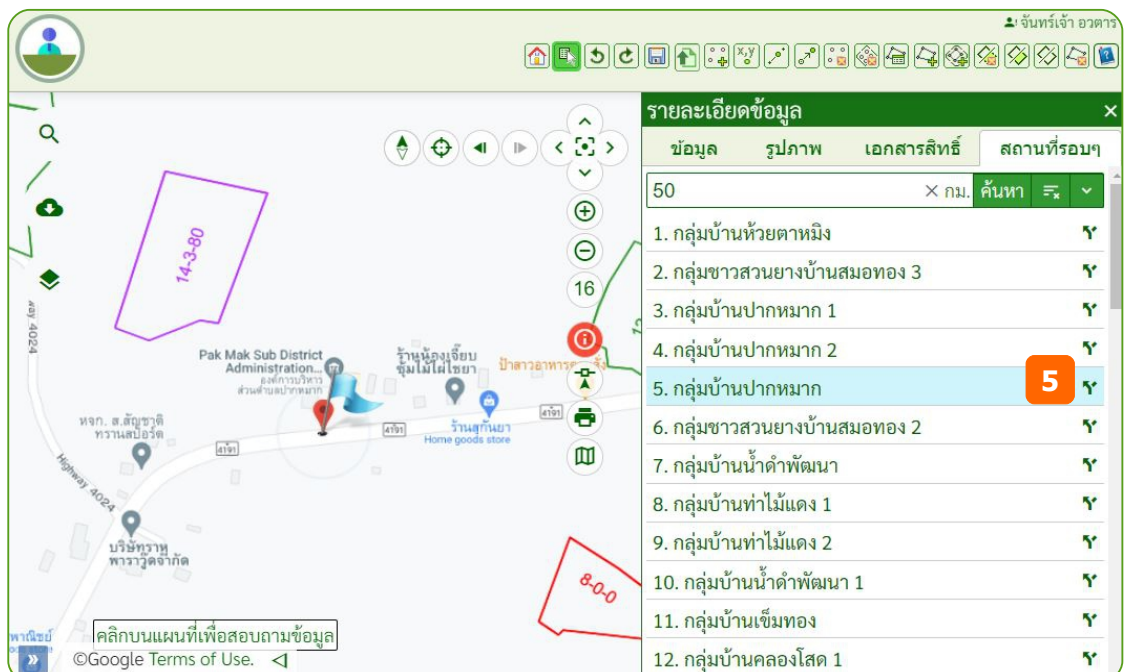 จันทร์เจ้า อวตาร
x,y
รายละเอียดข้อมูล
ข้อมูล รูปภาพ เอกสารสิทธิ์ สถานที่รอบๆ
50 กม. ค้นหา
1. กลุ่มบ้านห้วยตาหมิง
2. กลุ่มชาวสวนยางบ้านสมอทอง 3
3. กลุ่มบ้านปากหมาก 1
4. กลุ่มบ้านปากหมาก 2
5. กลุ่มบ้านปากหมาก
5
6. กลุ่มชาวสวนยางบ้านสมอทอง 2
7. กลุ่มบ้านน้ำดำพัฒนา
8. กลุ่มบ้านท่าไม้แดง 1
9. กลุ่มบ้านท่าไม้แดง 2
10. กลุ่มบ้านน้ำดำพัฒนา 1
11. กลุ่มบ้านเข็มทอง
12. กลุ่มบ้านคลองโสด 1
14-3-80
16
way 4024
Pak Mak Sub District
Administration...
องค์การบริหาร
ส่วนตำบลปากหมาก
ร้านน้องเจี๊ยบ
ซุ้มไม้ไผ่ไชยา
ป้าสาวอาหาร
หจก. ส.สัญชาติ
ทรานสปอร์ต
4191
4191
4191
ร้านสุกันยา
Home goods store
Highway 4024
บริษัทราหู
พาราวู๊ดจำกัด
8-0-0
พาณิชย์
คลิกบนแผนที่เพื่อสอบถามข้อมูล
©Google Terms of Use.